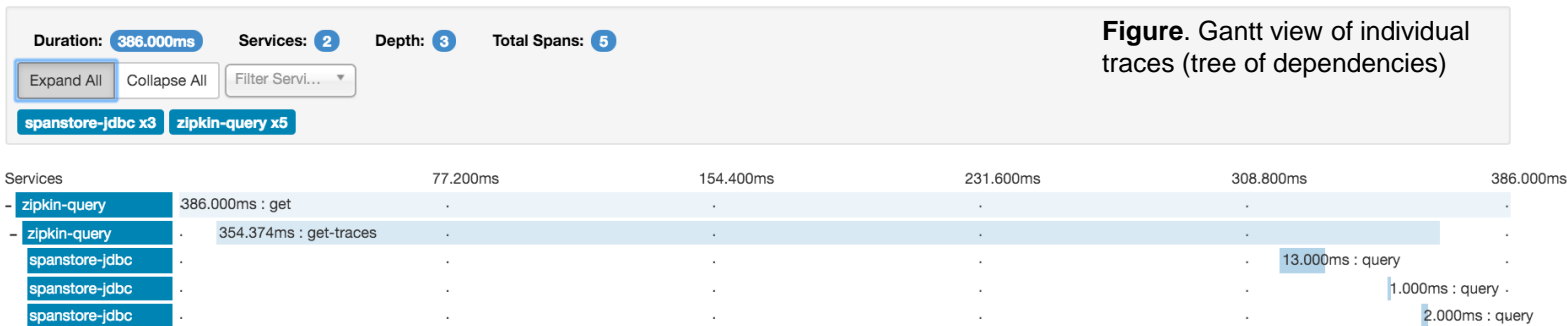 Duration: 386.000ms Services: 2 Depth: 3 Total Spans: 5
Expand All Collapse All Filter Servi...
spanstore-jdbc x3 zipkin-query x5
Figure. Gantt view of individual
traces (tree of dependencies)
Services 77.200ms 154.400ms 231.600ms 308.800ms 386.000ms
- zipkin-query 386.000ms : get
- zipkin-query 354.374ms : get-traces
spanstore-jdbc 13.000ms : query
spanstore-jdbc 1.000ms : query
spanstore-jdbc 2.000ms : query